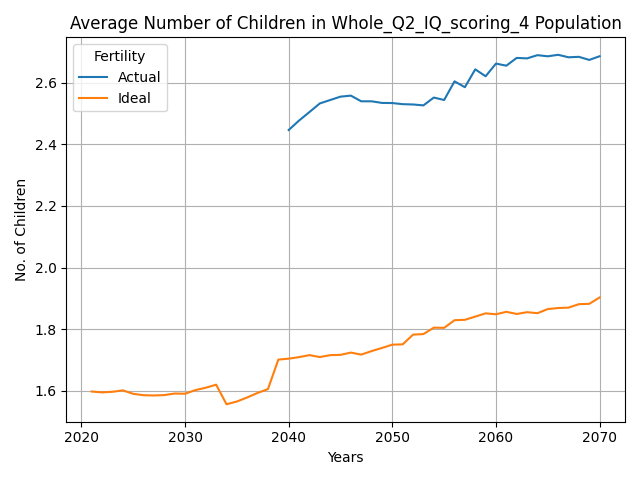 Average Number of Children in Whole_Q2_IQ_scoring_4 Population
Fertility
Actual
Ideal
No. of Children
2.6
2.4
2.2
2.0
1.8
1.6
2020 2030 2040 2050 2060 2070
Years